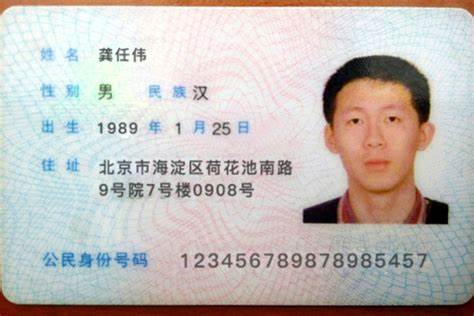 姓名 龚任伟
性别 男 民族 汉
出生 1989 年 1 月 25 日
住址 北京市海淀区荷花池南路
9号院7号楼0908号
公民身份号码 123456789878985457